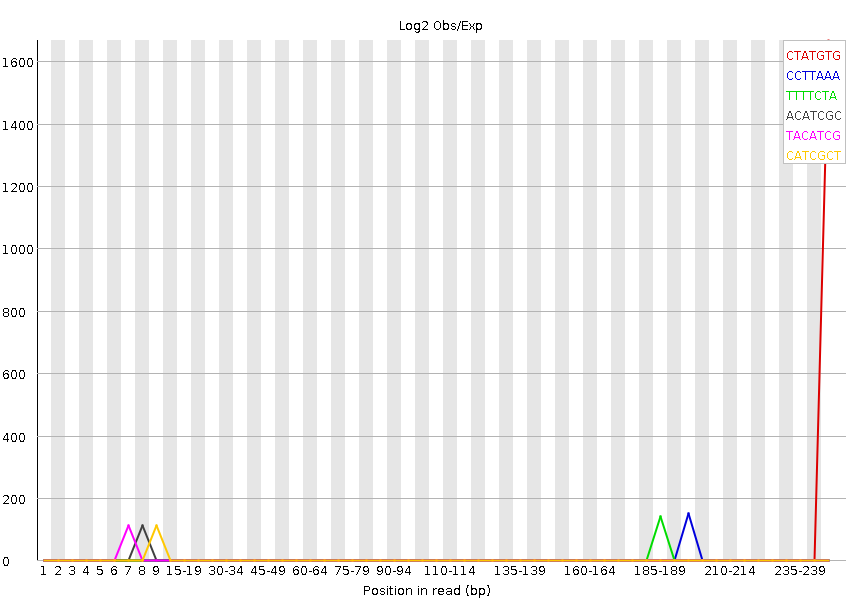 Log2 Obs/Exp
1600
1400
1200
1000
800
600
400
200
0
CTATGTG
CCTTAAA
TTTTCTA
ACATCGC
TACATCG
CATCGCT
1 2 3 4 5 6 7 8 9 15-19 30-34 45-49 60-64 75-79 90-94 110-114 135-139 160-164 185-189 210-214 235-239
Position in read (bp)